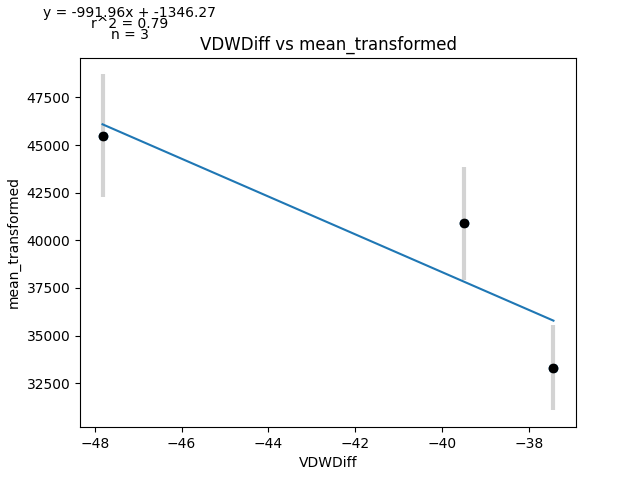 y = -991.96x + -1346.27
r^2 = 0.79
n = 3
VDWDiff vs mean_transformed
47500
45000
42500
40000
37500
35000
32500
mean_transformed
−48
−46
−44
−42
−40
−38
VDWDiff